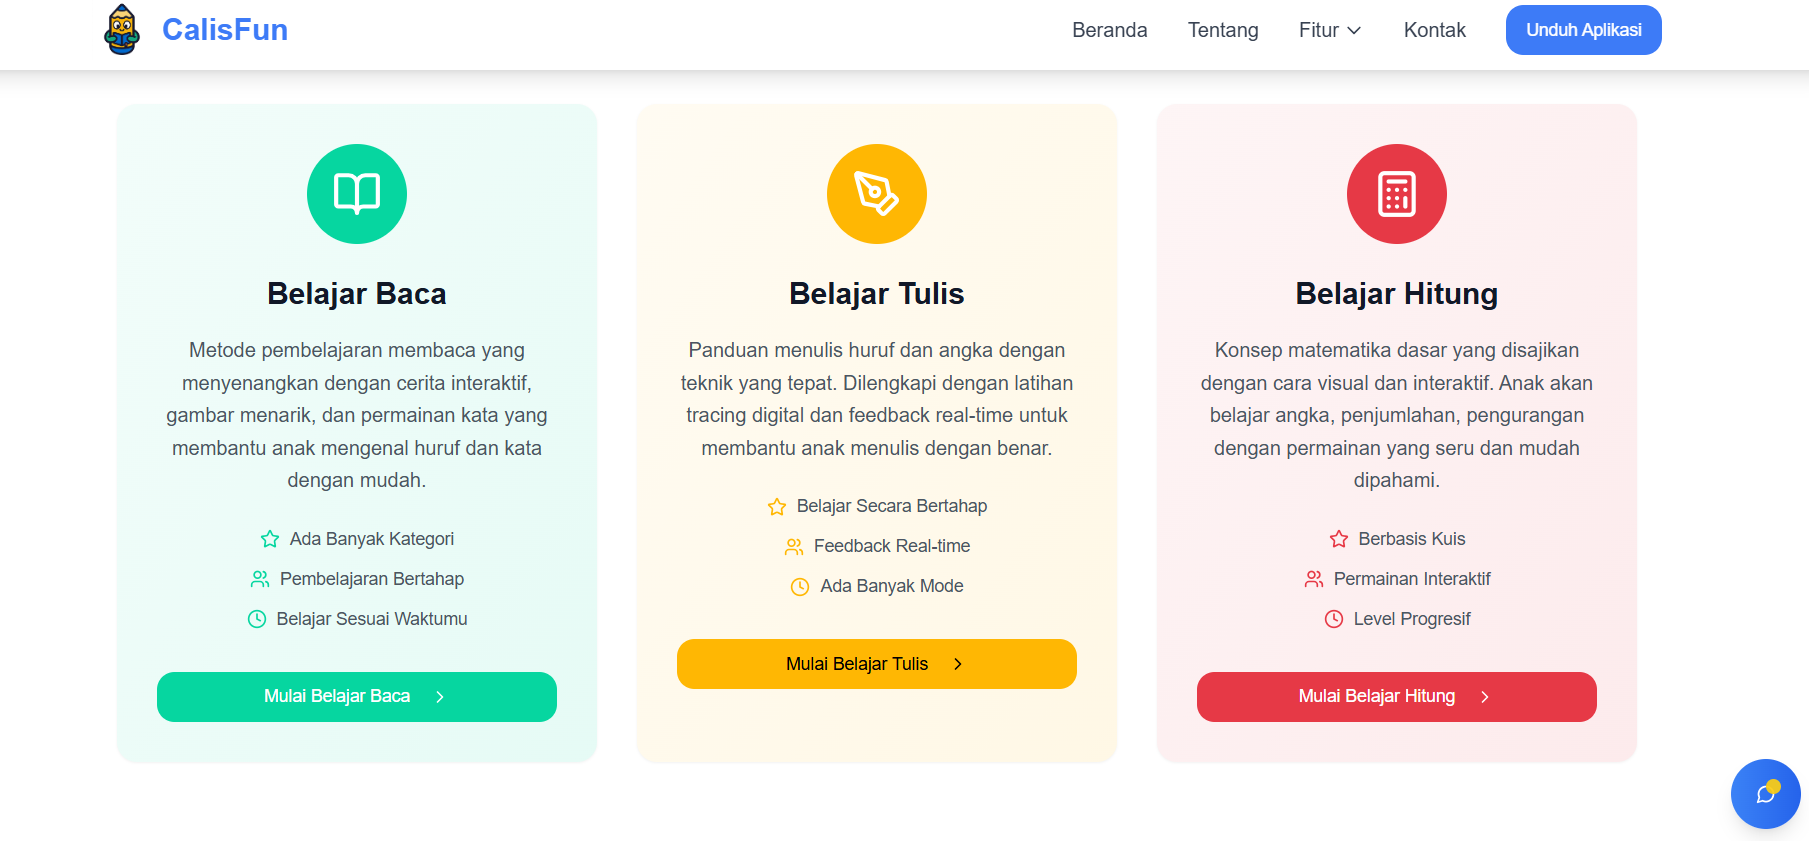 CalisFun
Beranda
Tentang
Fitur
Kontak
Unduh Aplikasi
Belajar Baca
Metode pembelajaran membaca yang
menyenangkan dengan cerita interaktif,
gambar menarik, dan permainan kata yang
membantu anak mengenal huruf dan kata
dengan mudah.
Ada Banyak Kategori
Pembelajaran Bertahap
Belajar Sesuai Waktumu
Mulai Belajar Baca
Belajar Tulis
Panduan menulis huruf dan angka dengan
teknik yang tepat. Dilengkapi dengan latihan
tracing digital dan feedback real-time untuk
membantu anak menulis dengan benar.
Belajar Secara Bertahap
Feedback Real-time
Ada Banyak Mode
Mulai Belajar Tulis
Belajar Hitung
Konsep matematika dasar yang disajikan
dengan cara visual dan interaktif. Anak akan
belajar angka, penjumlahan, pengurangan
dengan permainan yang seru dan mudah
dipahami.
Berbasis Kuis
Permainan Interaktif
Level Progresif
Mulai Belajar Hitung